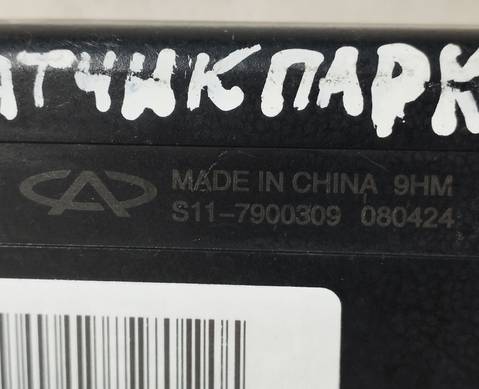 АТЧИК ПАРК
MADE IN CHINA 9HM
S11-7900309 080424